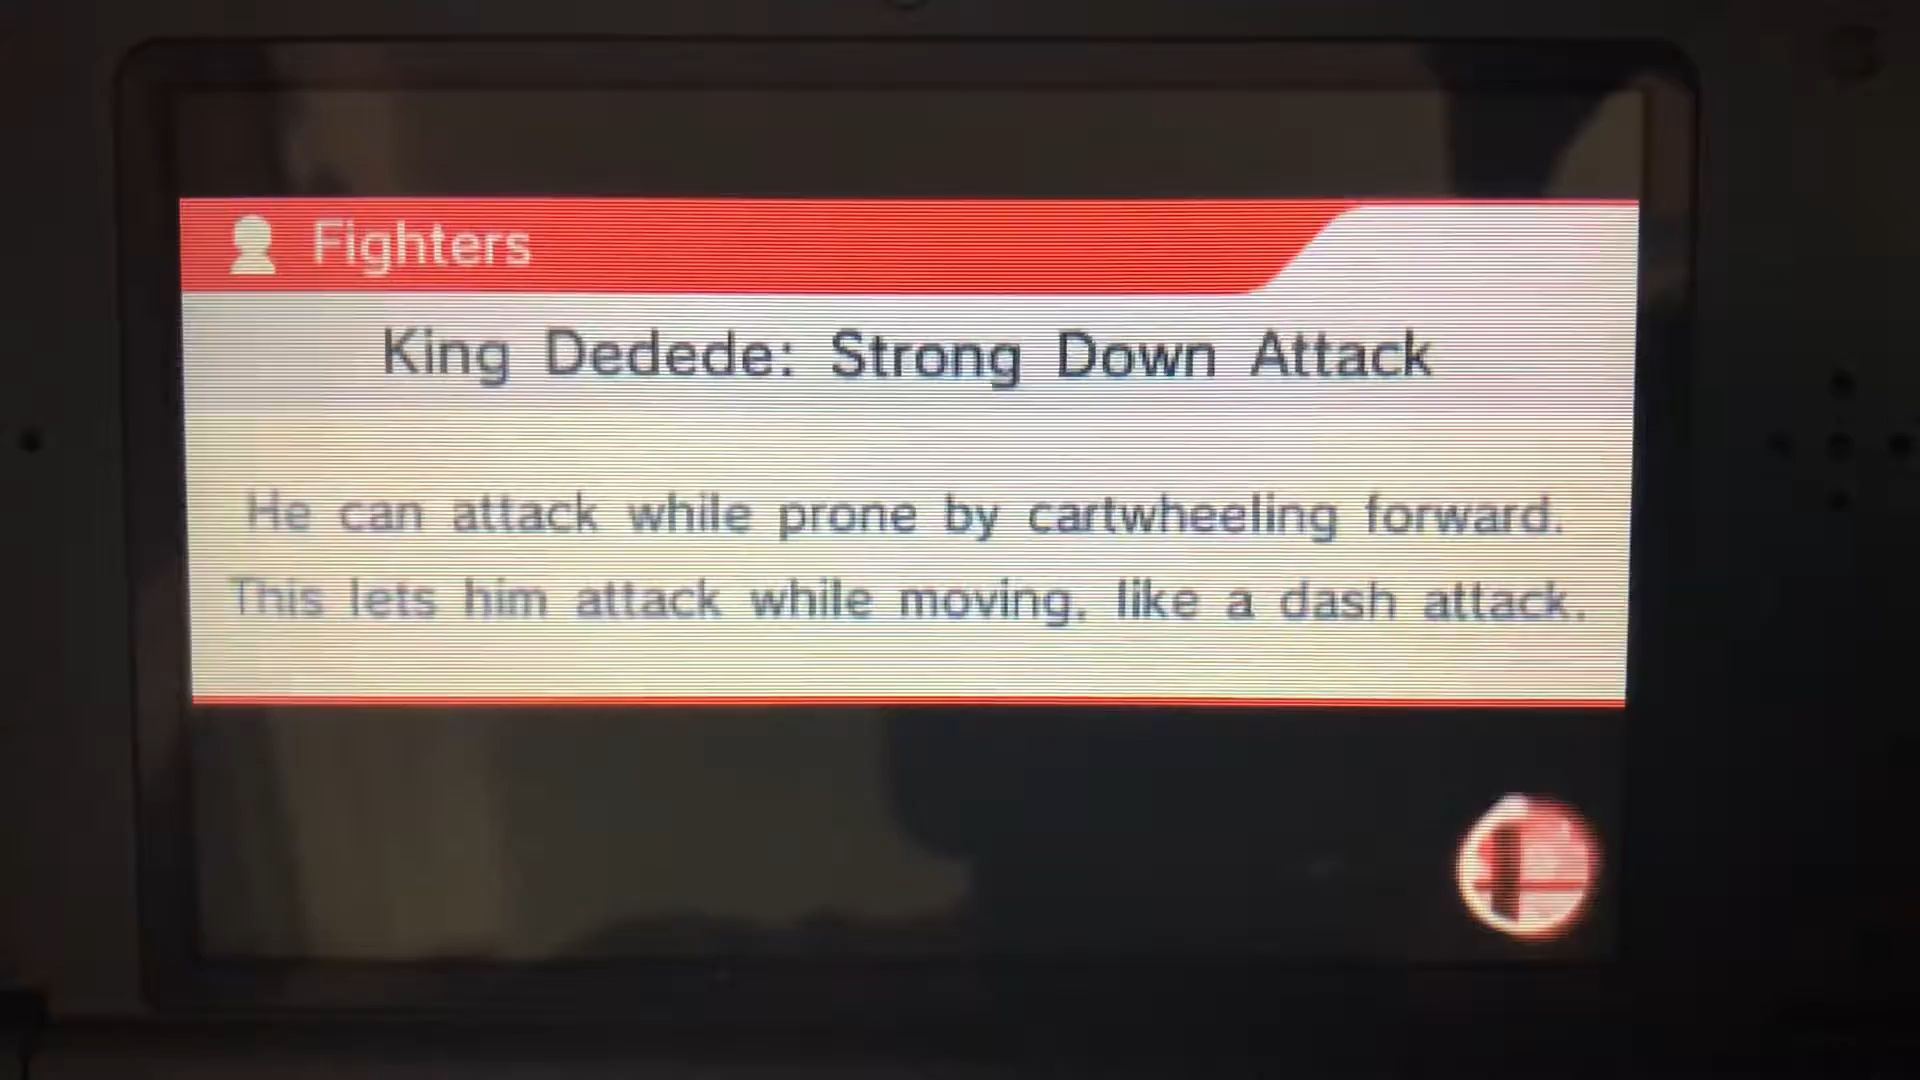 Fighters
King Dedede: Strong Down Attack
He can attack while prone by cartwheeling forward.
This lets him attack while moving, like a dash attack.